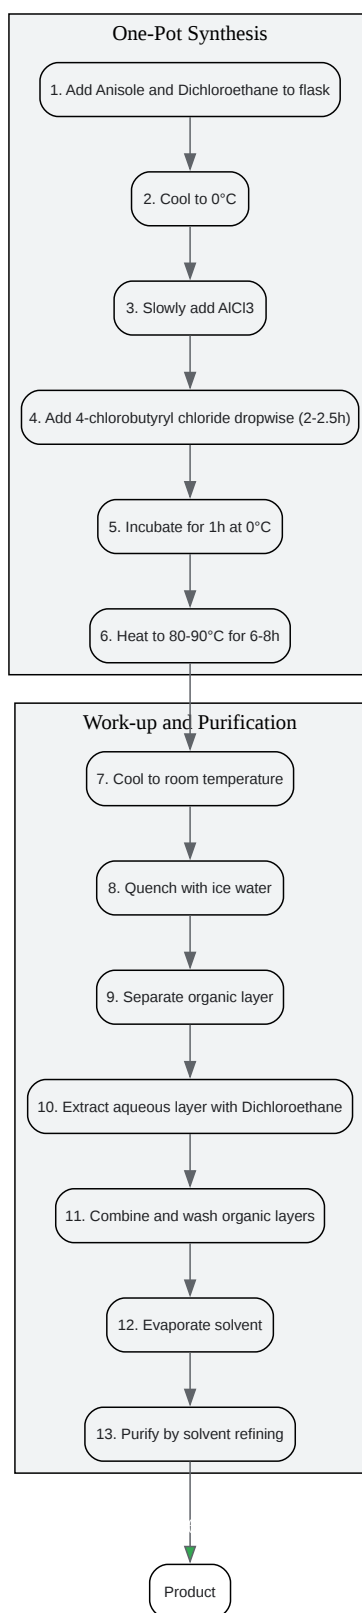 One-Pot Synthesis
1. Add Anisole and Dichloroethane to flask
2. Cool to 0°C
3. Slowly add AlCl3
4. Add 4-chlorobutyryl chloride dropwise (2-2.5h)
5. Incubate for 1h at 0°C
6. Heat to 80-90°C for 6-8h
Work-up and Purification
7. Cool to room temperature
8. Quench with ice water
9. Separate organic layer
10. Extract aqueous layer with Dichloroethane
11. Combine and wash organic layers
12. Evaporate solvent
13. Purify by solvent refining
Product